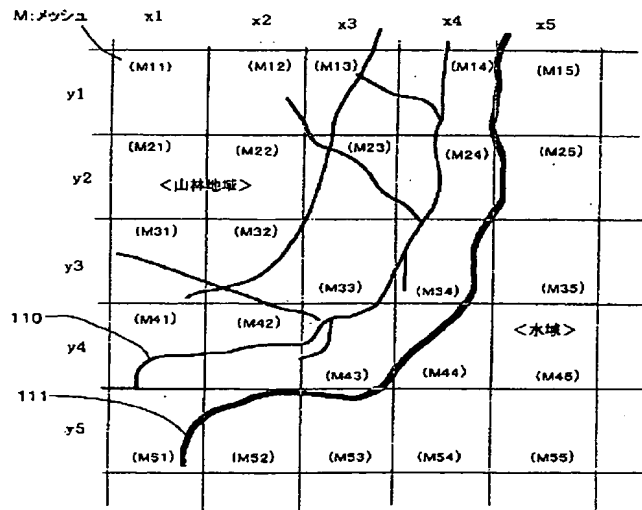 M:メッシュ x1 x2 x3 x4 x5
y1 (M11) (M12) (M13) (M14) (M15)
(M21) (M22) (M23) (M24) (M25)
y2 <山林地域>
(M31) (M32)
y3 (M33) (M34) (M35)
110 (M41) (M42) <水域>
y4 (M43) (M44) (M45)
111
y5 (M51) (M52) (M53) (M54) (M55)